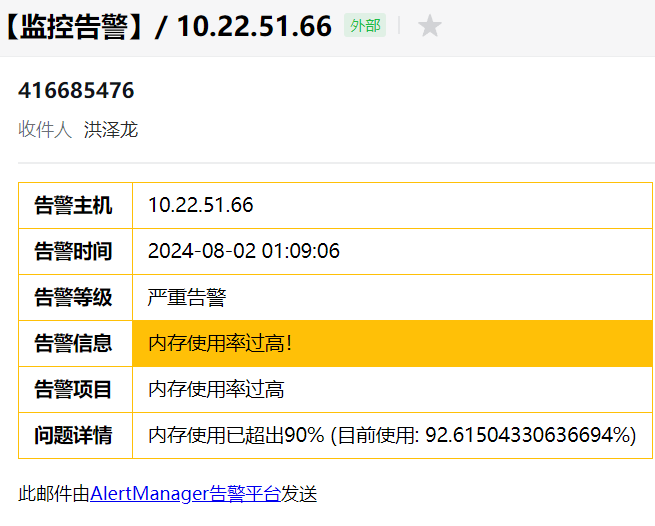 【监控告警】/ 10.22.51.66 外部
416685476
收件人 洪泽龙
告警主机 10.22.51.66
告警时间 2024-08-02 01:09:06
告警等级 严重告警
告警信息 内存使用率过高!
告警项目 内存使用率过高
问题详情 内存使用已超出90% (目前使用: 92.61504330636694%)
此邮件由AlertManager告警平台发送